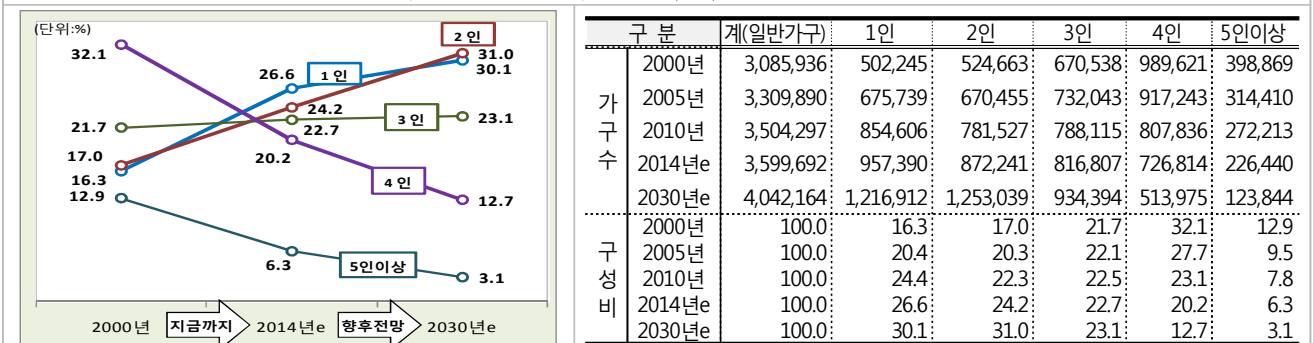 (단위:%)
2 인
32.1
31.0
26.6
1 인
30.1
24.2
21.7
22.7
3 인
23.1
17.0
20.2
16.3
4 인
12.9
12.7
6.3
5인이상
3.1
2000년 지금까지 2014년e 향후전망 2030년e
구 분 계(일반가구) 1인 2인 3인 4인 5인이상
가구수
2000년 3,085,936 502,245 524,663 670,538 989,621 398,869
2005년 3,309,890 675,739 670,455 732,043 917,243 314,410
2010년 3,504,297 854,606 781,527 788,115 807,836 272,213
2014년e 3,599,692 957,390 872,241 816,807 726,814 226,440
2030년e 4,042,164 1,216,912 1,253,039 934,394 513,975 123,844
구성비
2000년 100.0 16.3 17.0 21.7 32.1 12.9
2005년 100.0 20.4 20.3 22.1 27.7 9.5
2010년 100.0 24.4 22.3 22.5 23.1 7.8
2014년e 100.0 26.6 24.2 22.7 20.2 6.3
2030년e 100.0 30.1 31.0 23.1 12.7 3.1